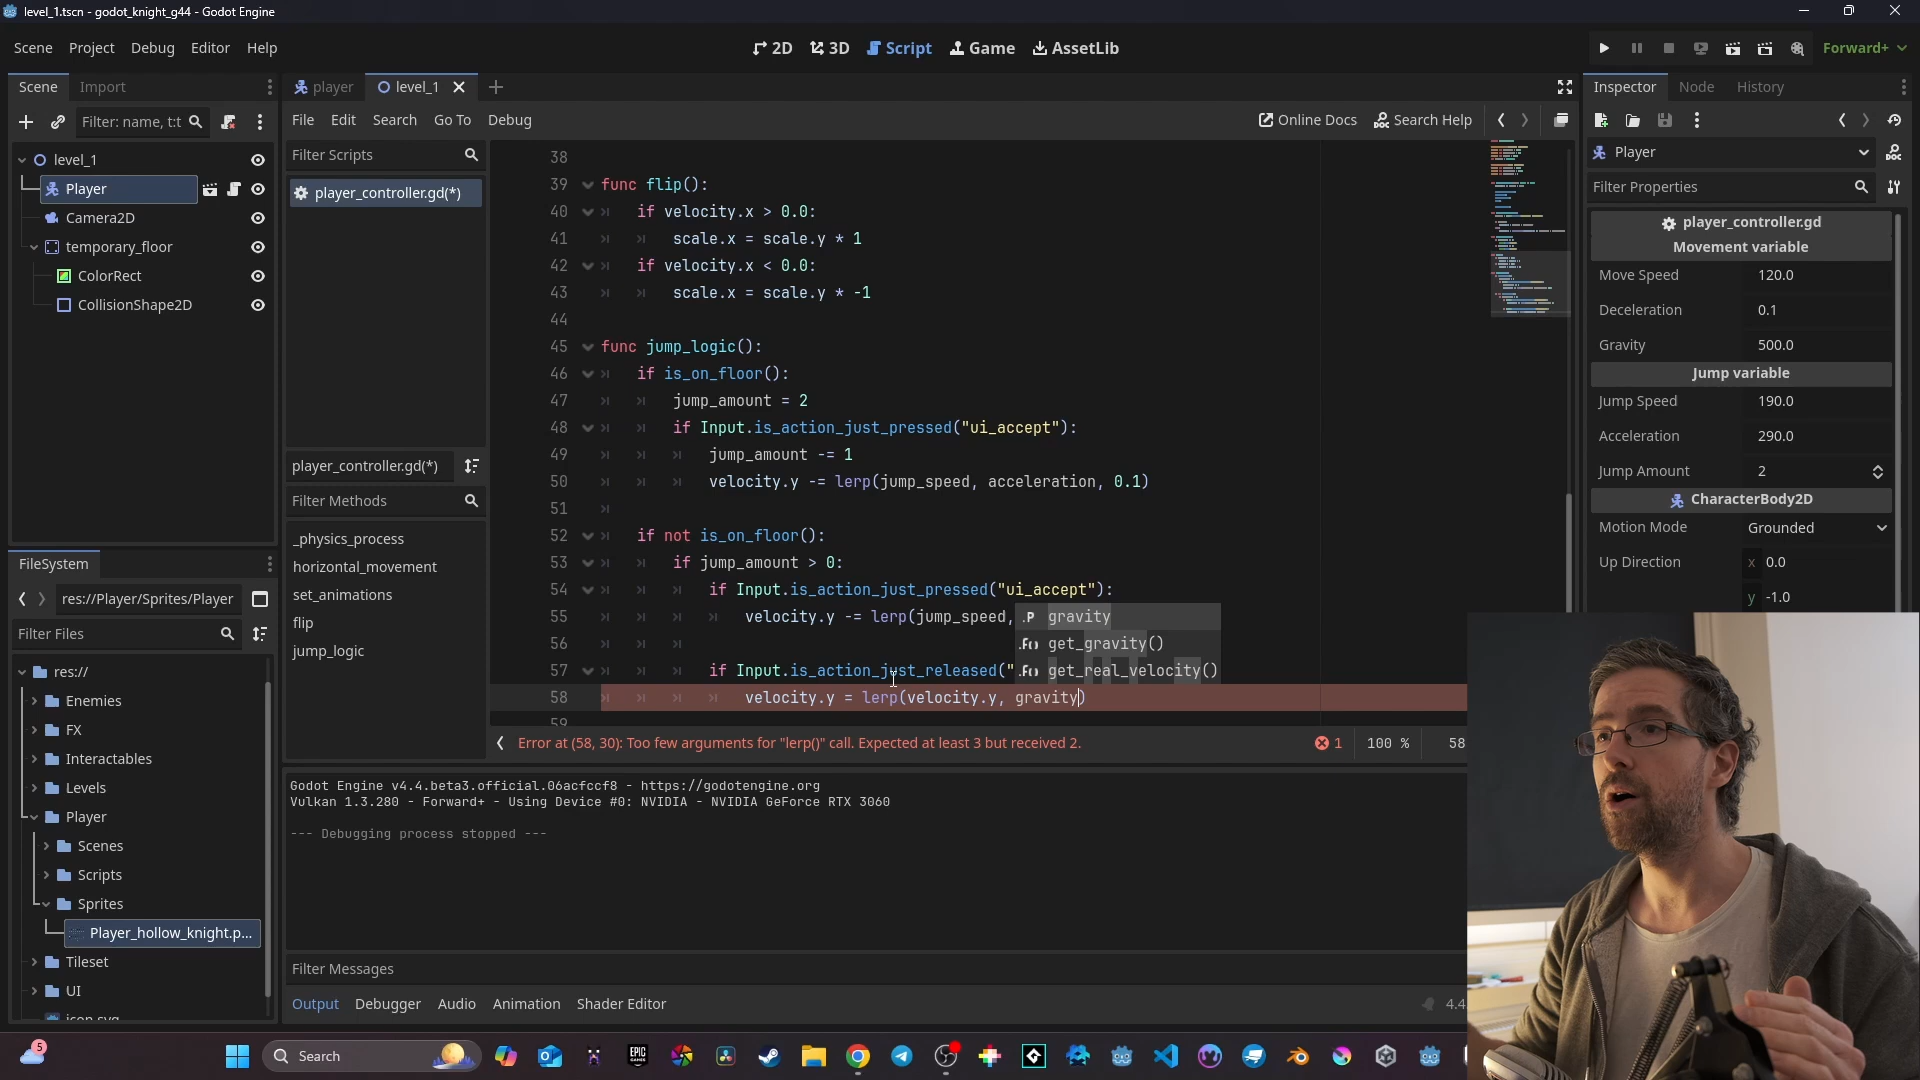 level_1.tscn - godot_knight_g44 - Godot Engine
Scene Project Debug Editor Help
2D 3D Script Game AssetLib
Forward+
Scene Import
player level_1
Inspector Node History
Filter: name, t:t
File Edit Search Go To Debug
Online Docs Search Help
level_1
Player
Camera2D
temporary_floor
ColorRect
CollisionShape2D
Filter Scripts
player_controller.gd(*)
player_controller.gd(*)
Filter Methods
_physics_process
horizontal_movement
set_animations
flip
jump_logic
38
39 func flip():
40 if velocity.x > 0.0:
41 scale.x = scale.y * 1
42 if velocity.x < 0.0:
43 scale.x = scale.y * -1
44
45 func jump_logic():
46 if is_on_floor():
47 jump_amount = 2
48 if Input.is_action_just_pressed("ui_accept"):
49 jump_amount -= 1
50 velocity.y -= lerp(jump_speed, acceleration, 0.1)
51
52 if not is_on_floor():
53 if jump_amount > 0:
54 if Input.is_action_just_pressed("ui_accept"):
55 velocity.y -= lerp(jump_speed,
56
57 if Input.is_action_just_released("
58 velocity.y = lerp(velocity.y, gravity)
59
.P gravity
.F() get_gravity()
.F() get_real_velocity()
Error at (58, 30): Too few arguments for "lerp()" call. Expected at least 3 but received 2.
1 100 % 58
Player
Filter Properties
player_controller.gd
Movement variable
Move Speed 120.0
Deceleration 0.1
Gravity 500.0
Jump variable
Jump Speed 190.0
Acceleration 290.0
Jump Amount 2
CharacterBody2D
Motion Mode Grounded
Up Direction x 0.0
y -1.0
FileSystem
res://Player/Sprites/Player
Filter Files
res://
Enemies
FX
Interactables
Levels
Player
Scenes
Scripts
Sprites
Player_hollow_knight.p...
Tileset
UI
icon.svg
Godot Engine v4.4.beta3.official.06acfccf8 - https://godotengine.org
Vulkan 1.3.280 - Forward+ - Using Device #0: NVIDIA - NVIDIA GeForce RTX 3060
--- Debugging process stopped ---
Filter Messages
Output Debugger Audio Animation Shader Editor
4.4
5
Search
EPIC GAMES